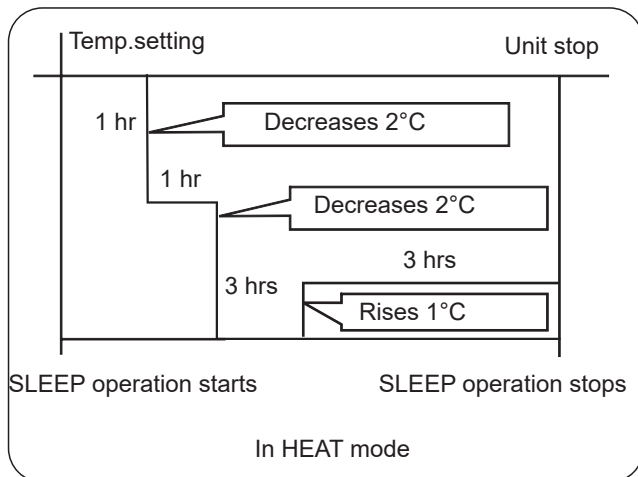 Temp.setting
Unit stop
1 hr
Decreases 2°C
1 hr
Decreases 2°C
3 hrs
3 hrs
Rises 1°C
SLEEP operation starts
SLEEP operation stops
In HEAT mode